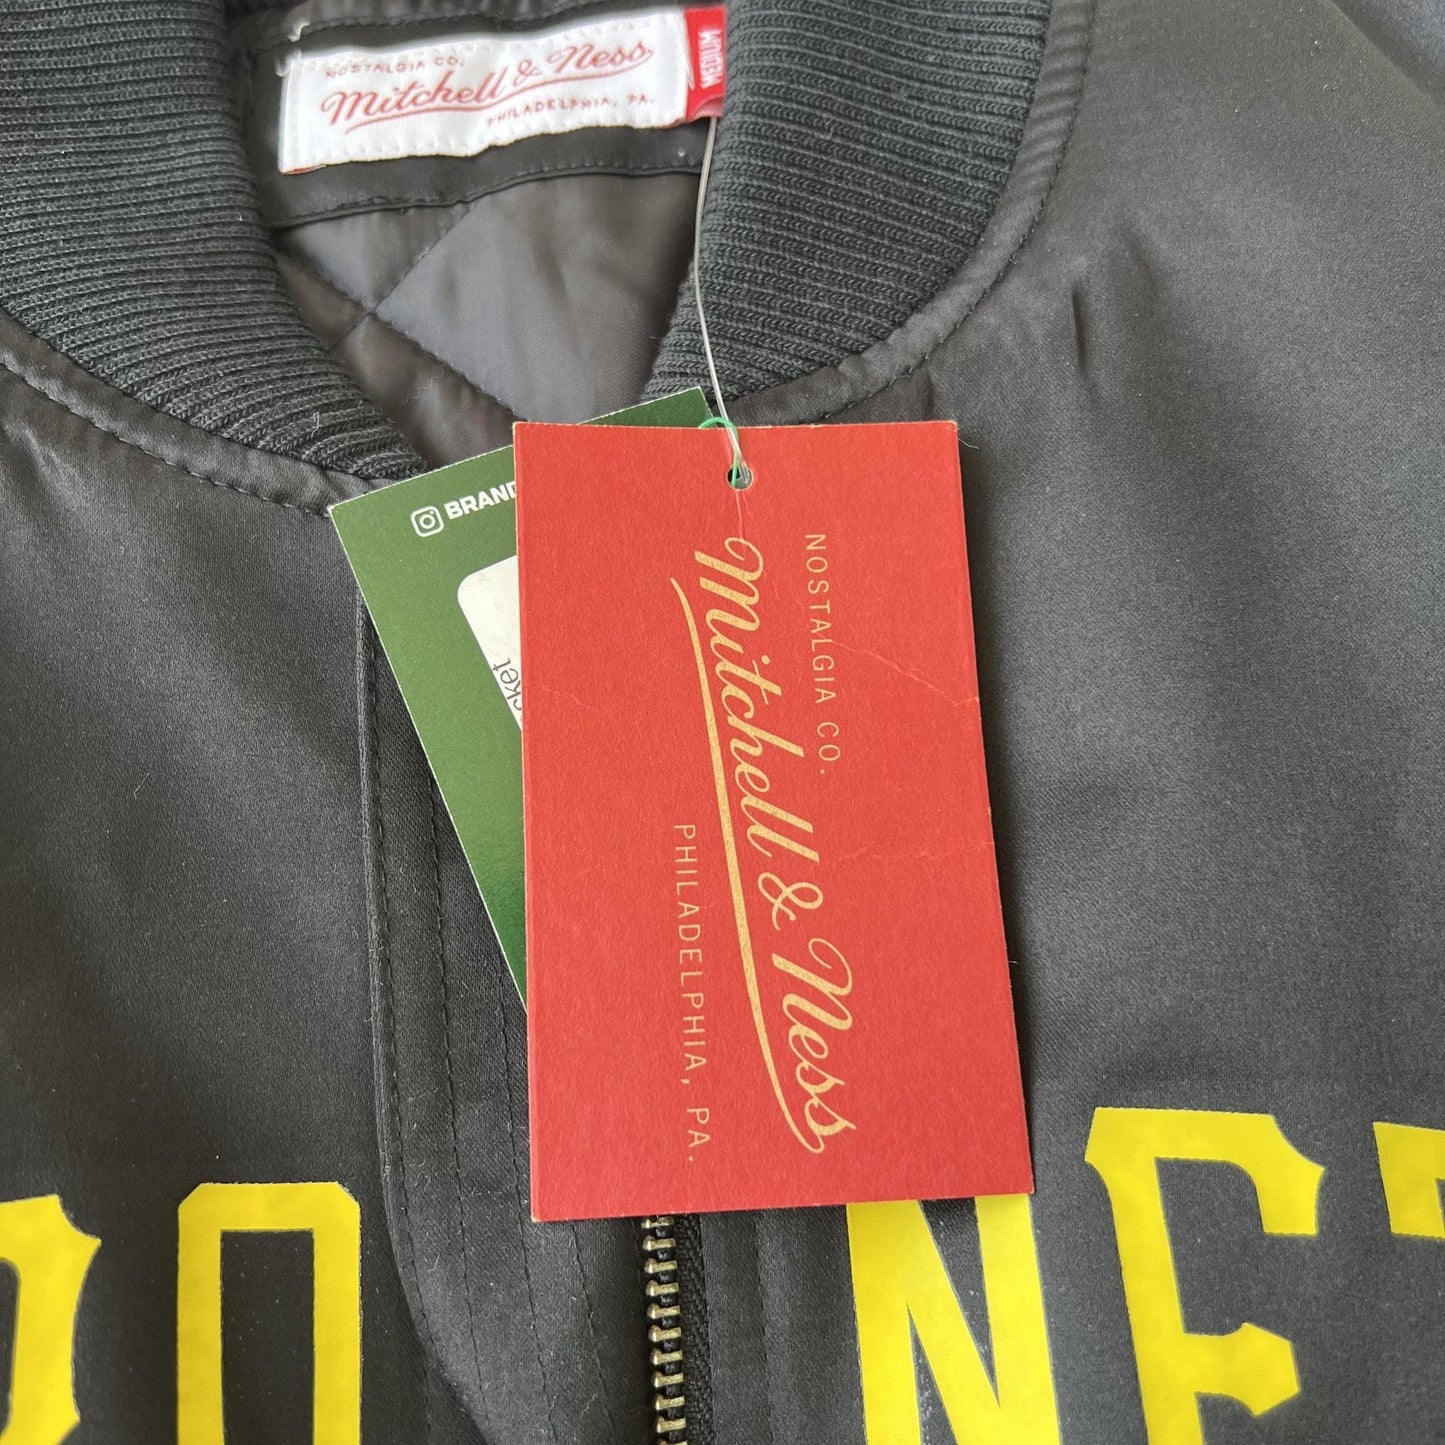 NOSTALGIA CO.
Mitchell & Ness
PHILADELPHIA, PA.
MEDIUM
BRAND
cket
NOSTALGIA CO.
Mitchell & Ness
PHILADELPHIA, PA.
O NE